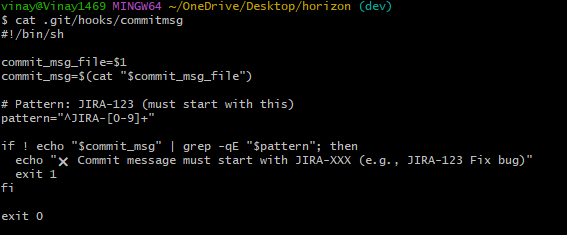 vinay@Vinay1469 MINGW64 ~/OneDrive/Desktop/horizon (dev)
$ cat .git/hooks/commitmsg
#!/bin/sh

commit_msg_file=$1
commit_msg=$(cat "$commit_msg_file")

# Pattern: JIRA-123 (must start with this)
pattern="^JIRA-[0-9]+"

if ! echo "$commit_msg" | grep -qE "$pattern"; then
  echo "❌ Commit message must start with JIRA-XXX (e.g., JIRA-123 Fix bug)"
  exit 1
fi

exit 0